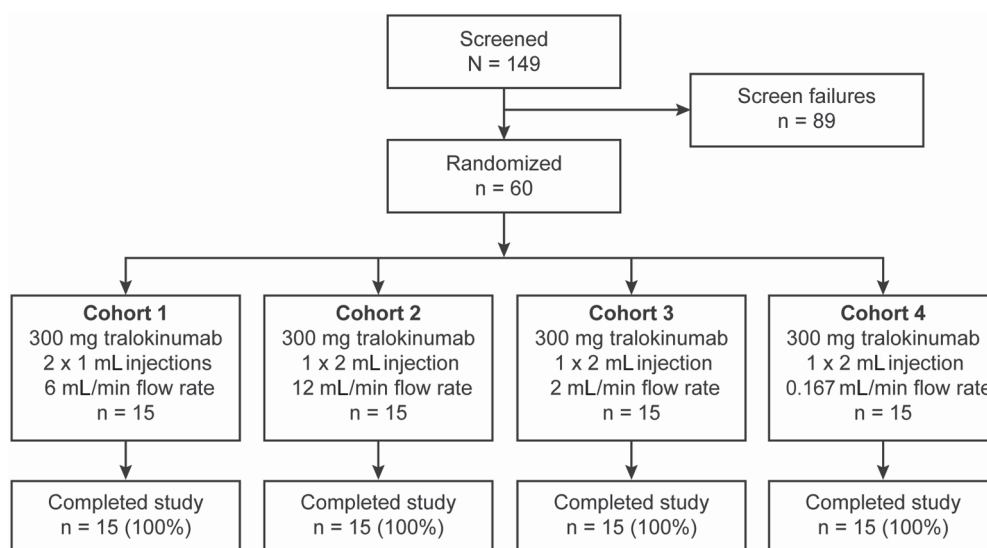 Screened
N = 149
Screen failures
n = 89
Randomized
n = 60
Cohort 1
300 mg tralokinumab
2 x 1 mL injections
6 mL/min flow rate
n = 15
Cohort 2
300 mg tralokinumab
1 x 2 mL injection
12 mL/min flow rate
n = 15
Cohort 3
300 mg tralokinumab
1 x 2 mL injection
2 mL/min flow rate
n = 15
Cohort 4
300 mg tralokinumab
1 x 2 mL injection
0.167 mL/min flow rate
n = 15
Completed study
n = 15 (100%)
Completed study
n = 15 (100%)
Completed study
n = 15 (100%)
Completed study
n = 15 (100%)